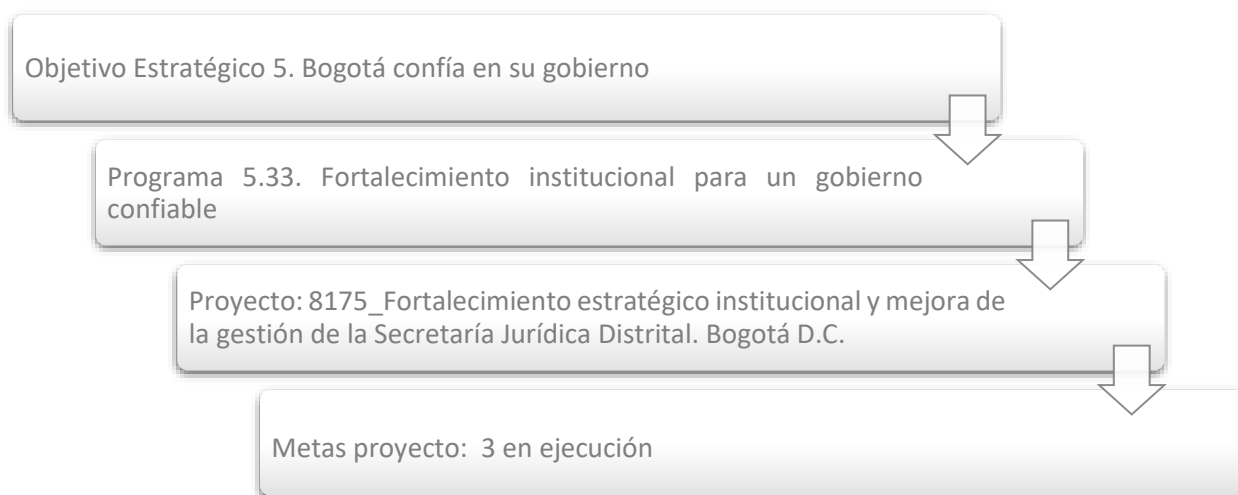 Objetivo Estratégico 5. Bogotá confía en su gobierno
Programa 5.33. Fortalecimiento institucional para un gobierno
confiable
Proyecto: 8175_Fortalecimiento estratégico institucional y mejora de
la gestión de la Secretaría Jurídica Distrital. Bogotá D.C.
Metas proyecto: 3 en ejecución